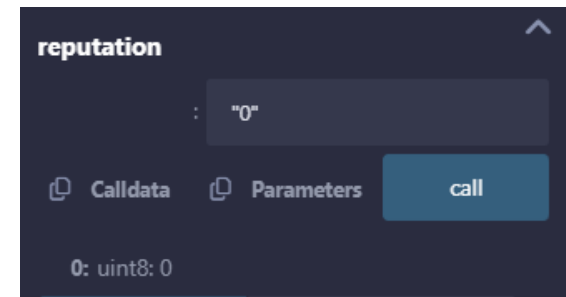 reputation
: "0"
Calldata Parameters call
0: uint8: 0